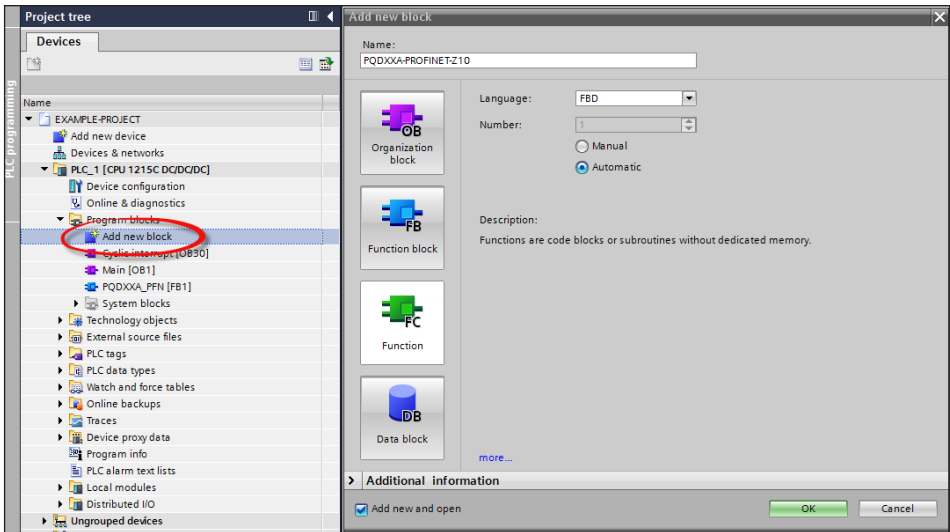 Project tree
Devices
PLC programming
Name
EXAMPLE-PROJECT
Add new device
Devices & networks
PLC_1 [CPU 1215C DC/DC/DC]
Device configuration
Online & diagnostics
Program blocks
Add new block
Cyclic interrupt [OB30]
Main [OB1]
PQDXXA_PFN [FB1]
System blocks
Technology objects
External source files
PLC tags
PLC data types
Watch and force tables
Online backups
Traces
Device proxy data
Program info
PLC alarm text lists
Local modules
Distributed I/O
Ungrouped devices
Add new block
Name:
PQDXXA-PROFINET-Z10
OB
Organization
block
FB
Function block
FC
Function
DB
Data block
Language:
FBD
Number:
1
Manual
Automatic
Description:
Functions are code blocks or subroutines without dedicated memory.
more...
Additional information
Add new and open
OK
Cancel